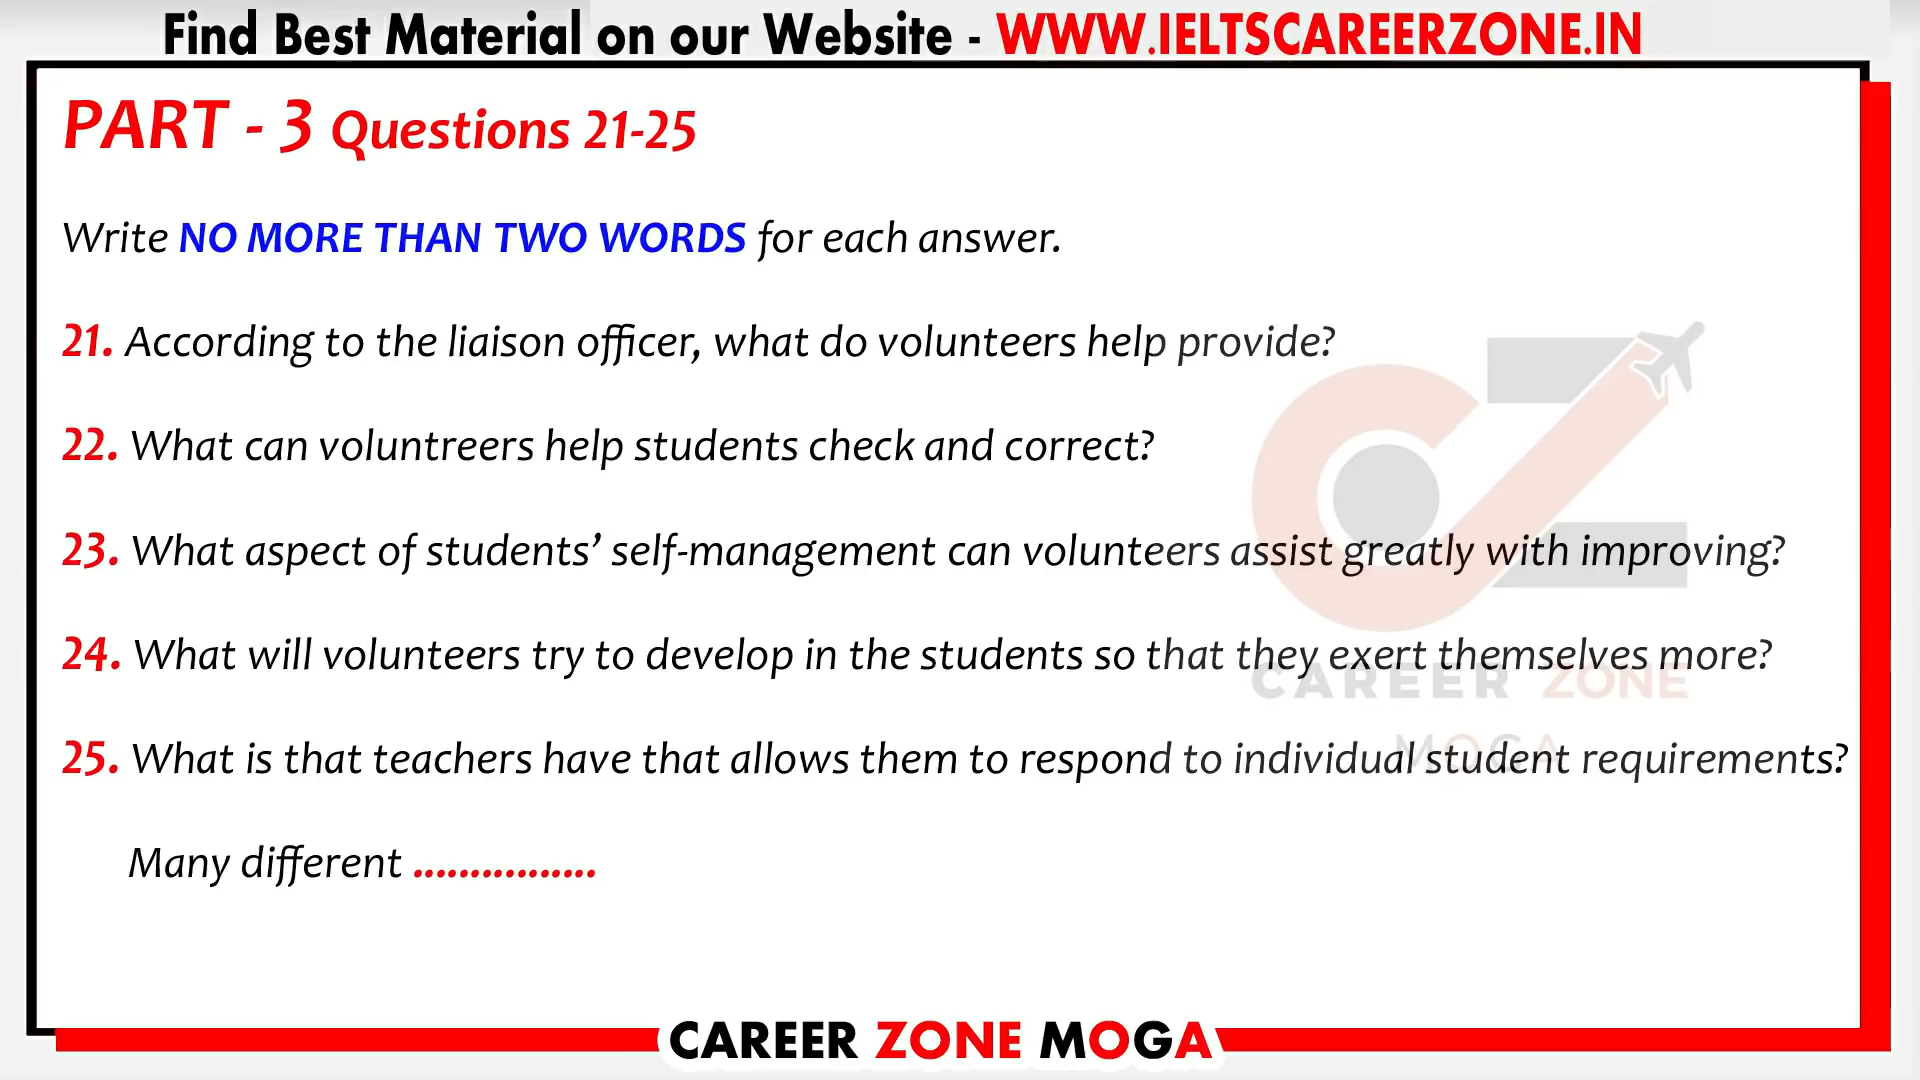 Find Best Material on our Website - WWW.IELTSCAREERZONE.IN
PART - 3 Questions 21-25
Write NO MORE THAN TWO WORDS for each answer.
21. According to the liaison officer, what do volunteers help provide?
22. What can voluntreers help students check and correct?
23. What aspect of students’ self-management can volunteers assist greatly with improving?
24. What will volunteers try to develop in the students so that they exert themselves more?
CAREER ZONE
25. What is that teachers have that allows them to respond to individual student requirements?
MOGA
Many different ................
CAREER ZONE MOGA